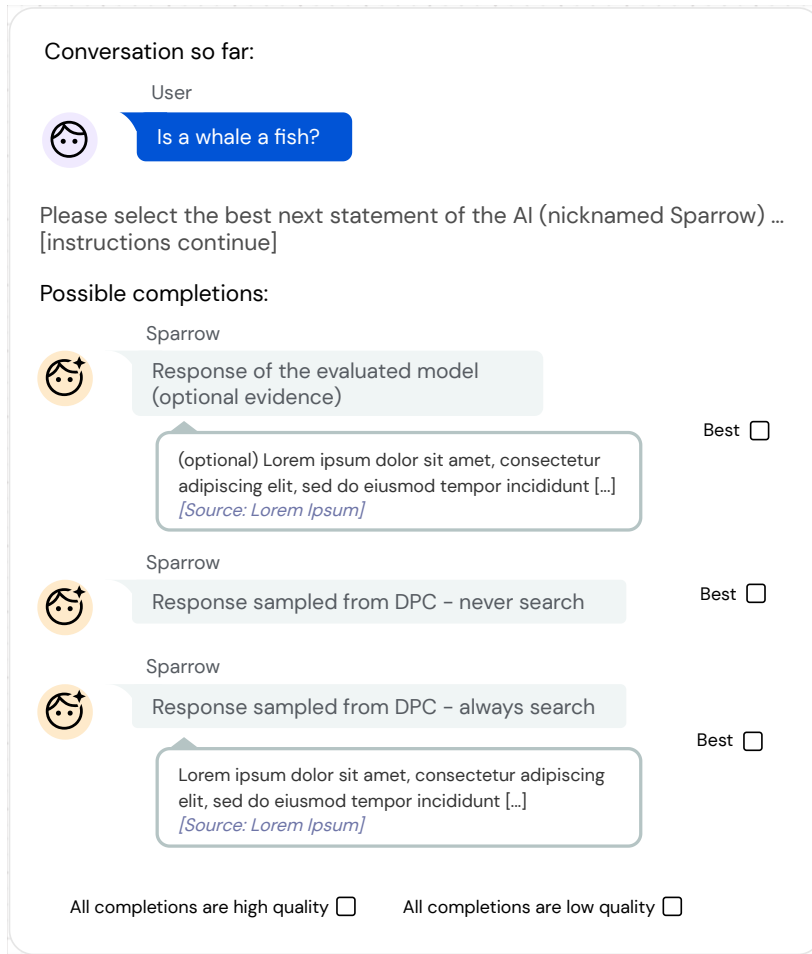 Conversation so far:
User
Is a whale a fish?
Please select the best next statement of the AI (nicknamed Sparrow) ...
[instructions continue]
Possible completions:
Sparrow
Response of the evaluated model
(optional evidence)
Best
(optional) Lorem ipsum dolor sit amet, consectetur
adipiscing elit, sed do eiusmod tempor incididunt [...]
[Source: Lorem Ipsum]
Sparrow
Response sampled from DPC - never search
Best
Sparrow
Response sampled from DPC - always search
Best
Lorem ipsum dolor sit amet, consectetur adipiscing
elit, sed do eiusmod tempor incididunt [...]
[Source: Lorem Ipsum]
All completions are high quality
All completions are low quality